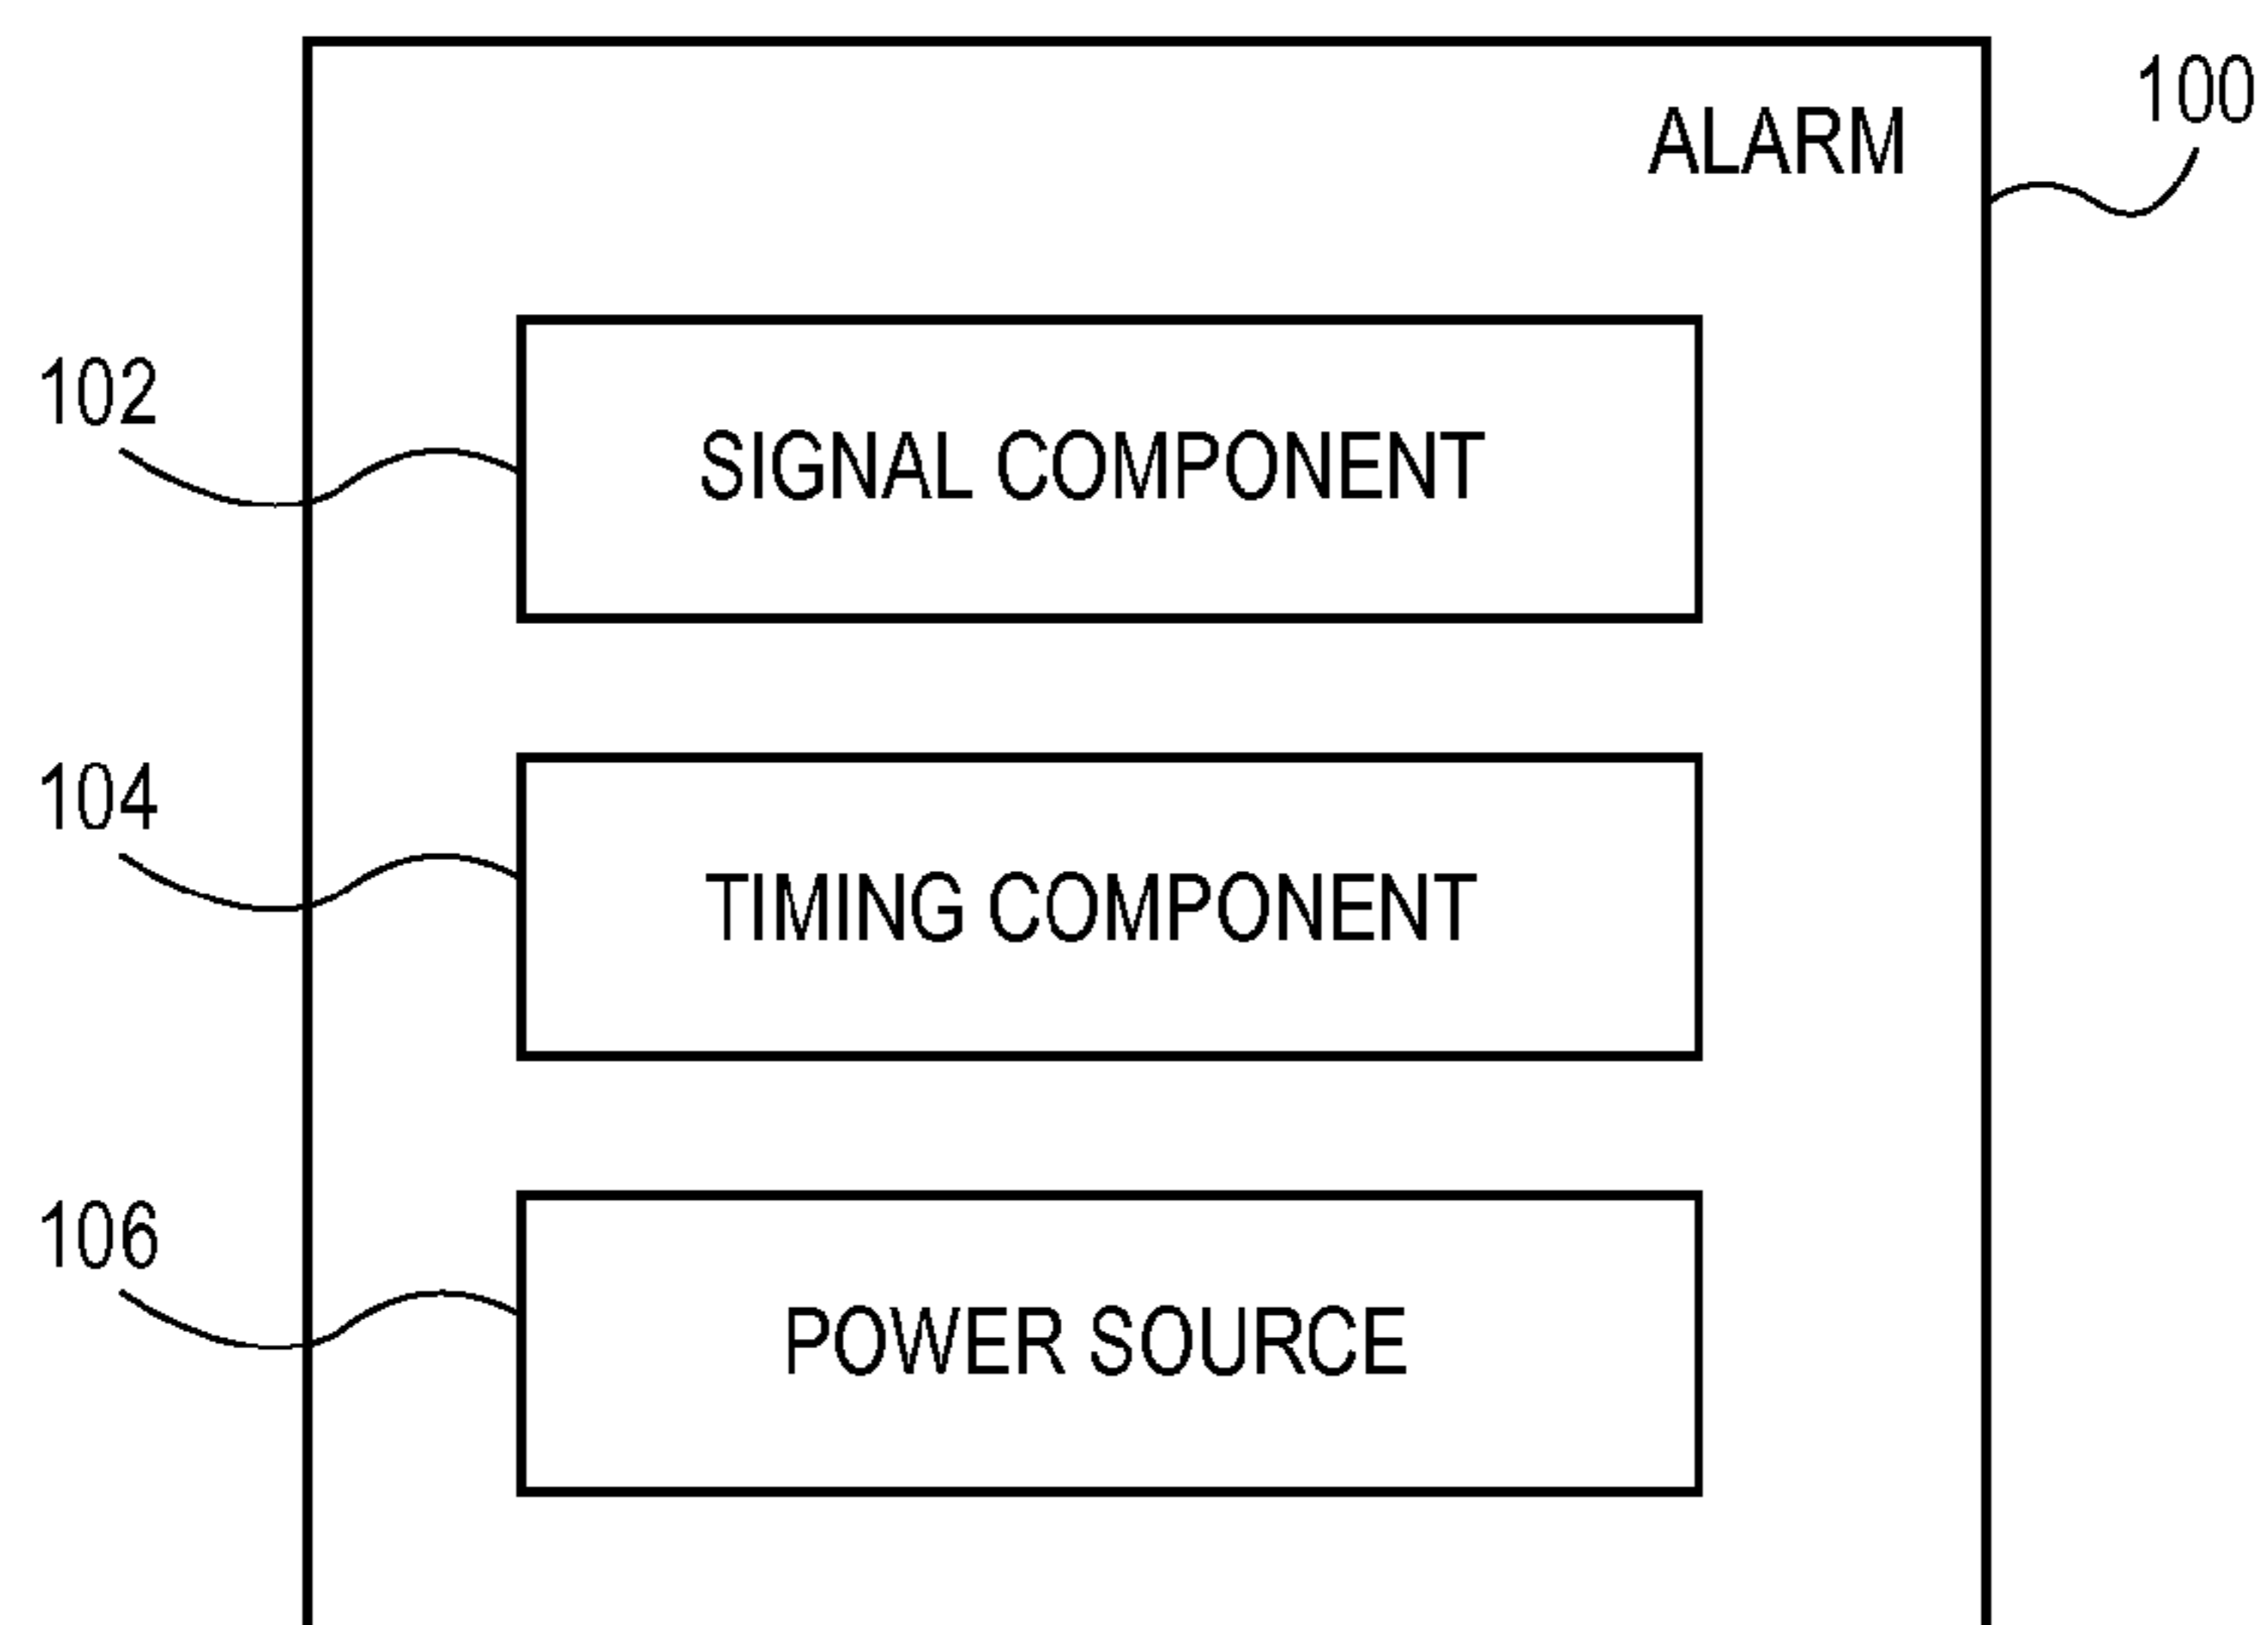 100
ALARM
102
SIGNAL COMPONENT
104
TIMING COMPONENT
106
POWER SOURCE